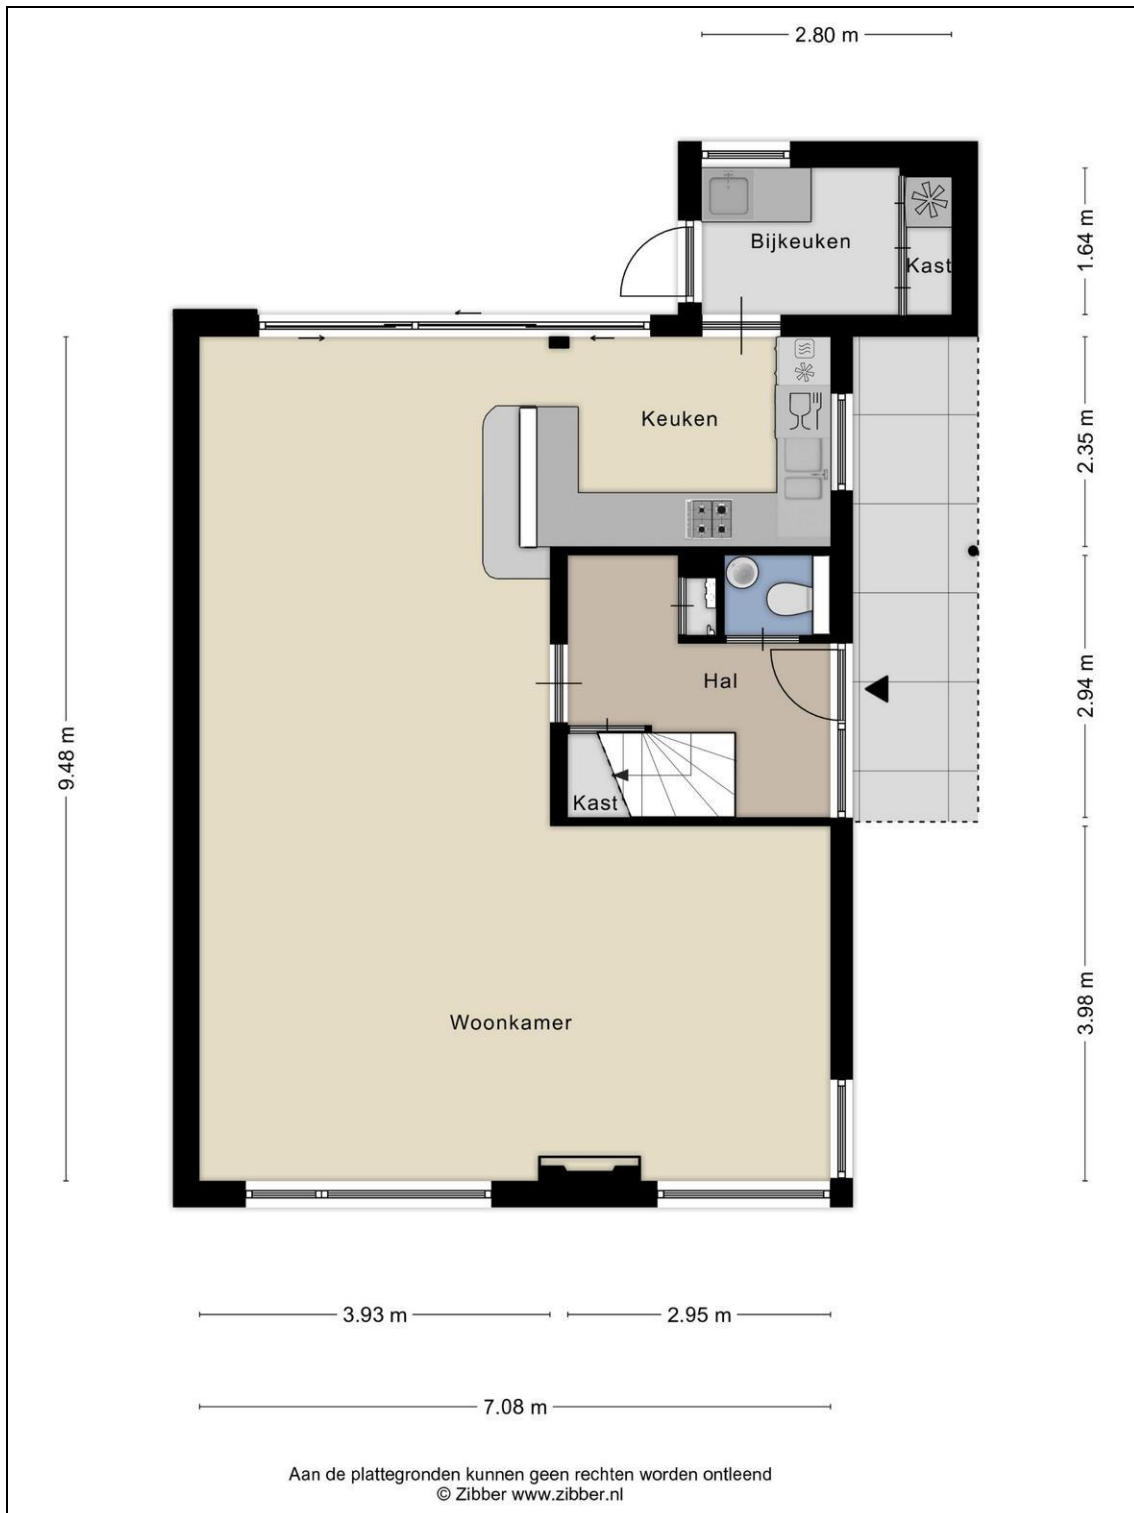 2.80 m
Bijkeuken
Kast
1.64 m
Keuken
2.35 m
Hal
2.94 m
9.48 m
Kast
3.98 m
Woonkamer
3.93 m
2.95 m
7.08 m
Aan de plattegronden kunnen geen rechten worden ontleend
© Zibber www.zibber.nl